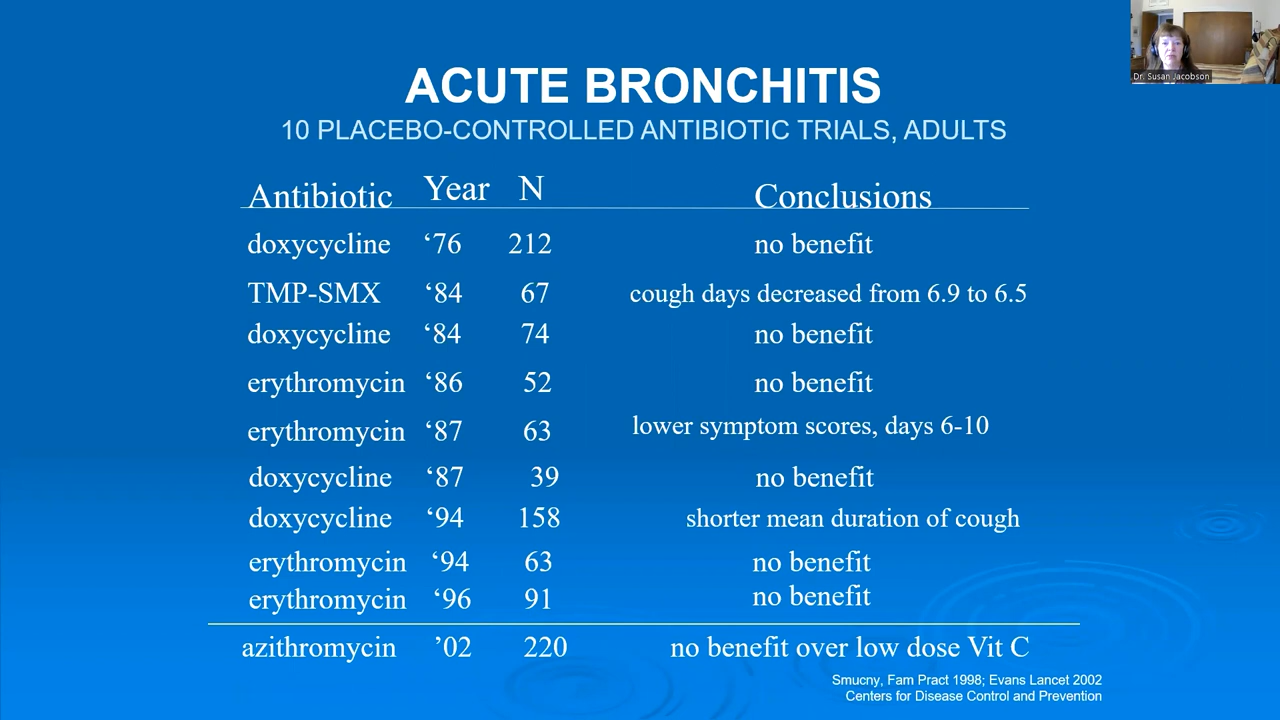 Dr. Susan Jacobson
ACUTE BRONCHITIS
10 PLACEBO-CONTROLLED ANTIBIOTIC TRIALS, ADULTS
Antibiotic Year N Conclusions
doxycycline ‘76 212 no benefit
TMP-SMX ‘84 67 cough days decreased from 6.9 to 6.5
doxycycline ‘84 74 no benefit
erythromycin ‘86 52 no benefit
erythromycin ‘87 63 lower symptom scores, days 6-10
doxycycline ‘87 39 no benefit
doxycycline ‘94 158 shorter mean duration of cough
erythromycin ‘94 63 no benefit
erythromycin ‘96 91 no benefit
azithromycin ’02 220 no benefit over low dose Vit C
Smucny, Fam Pract 1998; Evans Lancet 2002
Centers for Disease Control and Prevention